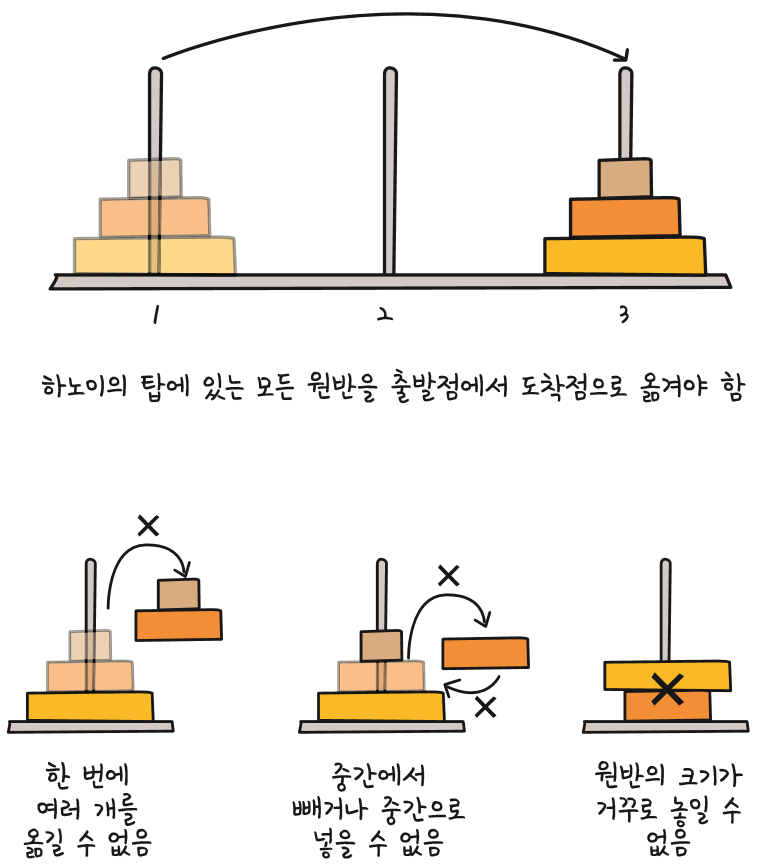 1 2 3
하노이의 탑에 있는 모든 원반을 출발점에서 도착점으로 옮겨야 함
한 번에
여러 개를
옮길 수 없음
중간에서
빼거나 중간으로
넣을 수 없음
원반의 크기가
거꾸로 놓일 수
없음